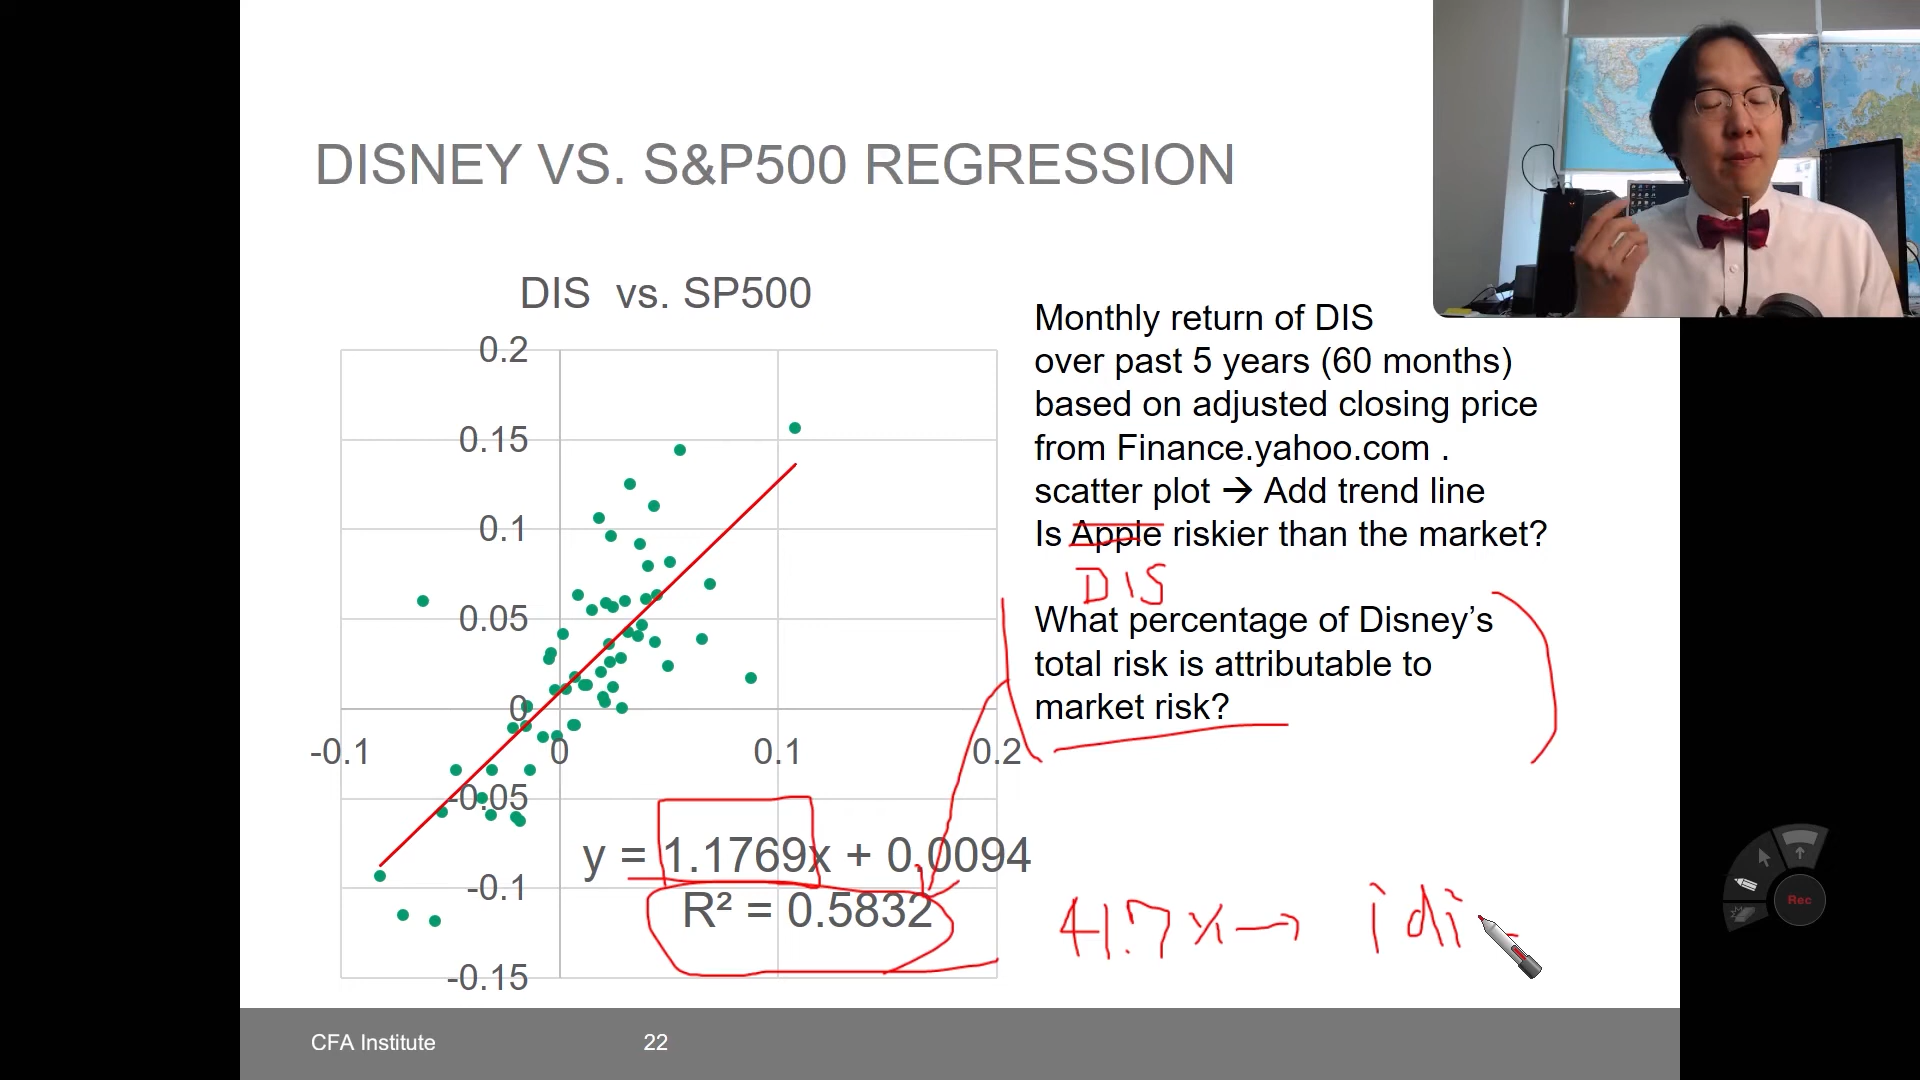 DISNEY VS. S&P500 REGRESSION
DIS vs. SP500
0.2
0.15
0.1
0.05
0
-0.05
-0.1
-0.15
-0.1
0
0.1
0.2
y = 1.1769x + 0.0094
R² = 0.5832
Monthly return of DIS
over past 5 years (60 months)
based on adjusted closing price
from Finance.yahoo.com .
scatter plot → Add trend line
Is Apple riskier than the market?
DIS
What percentage of Disney’s
total risk is attributable to
market risk?
41.7% → idi
Rec
CFA Institute
22